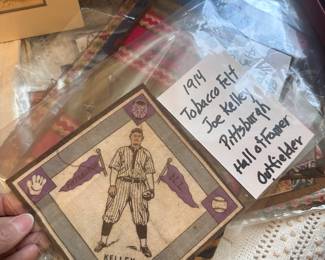 1914
Tobacco Felt
Joe Kelley
Pittsburgh
Hall of Famer
Outfielder
KELLEY